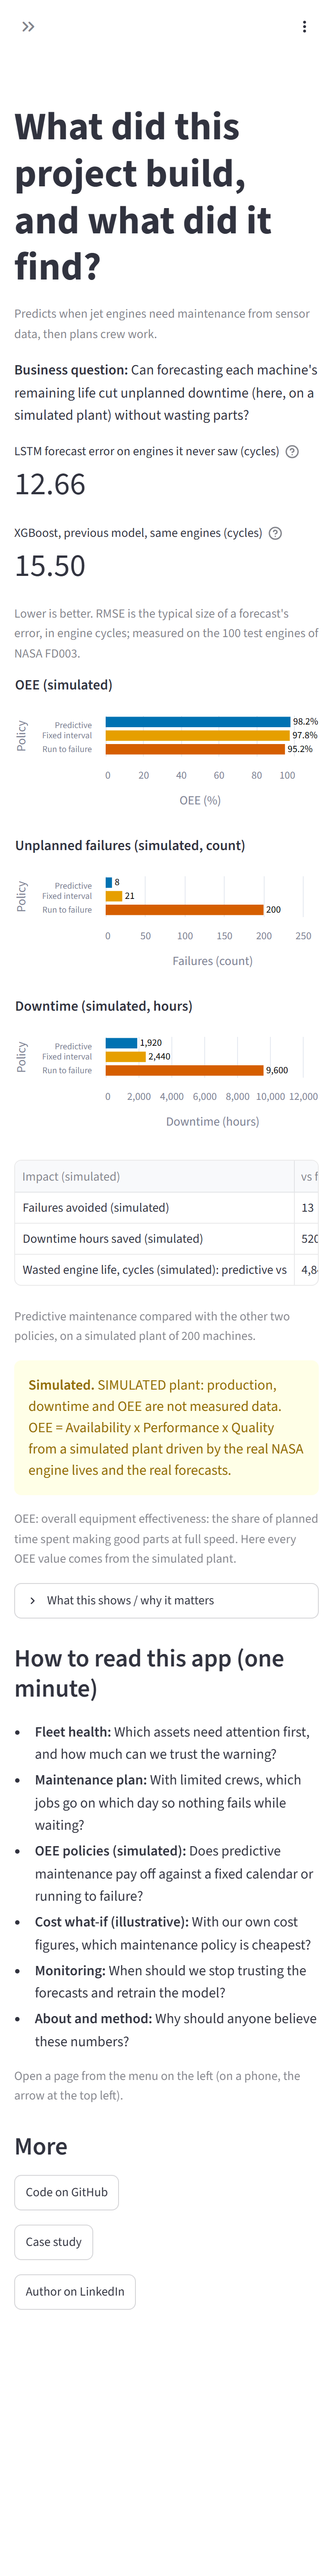 What did this
project build,
and what did it
find?
Predicts when jet engines need maintenance from sensor
data, then plans crew work.
Business question: Can forecasting each machine's
remaining life cut unplanned downtime (here, on a
simulated plant) without wasting parts?
LSTM forecast error on engines it never saw (cycles)
12.66
XGBoost, previous model, same engines (cycles)
15.50
Lower is better. RMSE is the typical size of a forecast's
error, in engine cycles; measured on the 100 test engines of
NASA FD003.
OEE (simulated)
Policy
Predictive 98.2%
Fixed interval 97.8%
Run to failure 95.2%
0 20 40 60 80 100
OEE (%)
Unplanned failures (simulated, count)
Policy
Predictive 8
Fixed interval 21
Run to failure 200
0 50 100 150 200 250
Failures (count)
Downtime (simulated, hours)
Policy
Predictive 1,920
Fixed interval 2,440
Run to failure 9,600
0 2,000 4,000 6,000 8,000 10,000 12,000
Downtime (hours)
Impact (simulated) vs f
Failures avoided (simulated) 13
Downtime hours saved (simulated) 520
Wasted engine life, cycles (simulated): predictive vs 4,8
Predictive maintenance compared with the other two
policies, on a simulated plant of 200 machines.
Simulated. SIMULATED plant: production,
downtime and OEE are not measured data.
OEE = Availability x Performance x Quality
from a simulated plant driven by the real NASA
engine lives and the real forecasts.
OEE: overall equipment effectiveness: the share of planned
time spent making good parts at full speed. Here every
OEE value comes from the simulated plant.
What this shows / why it matters
How to read this app (one
minute)
• Fleet health: Which assets need attention first,
and how much can we trust the warning?
• Maintenance plan: With limited crews, which
jobs go on which day so nothing fails while
waiting?
• OEE policies (simulated): Does predictive
maintenance pay off against a fixed calendar or
running to failure?
• Cost what-if (illustrative): With our own cost
figures, which maintenance policy is cheapest?
• Monitoring: When should we stop trusting the
forecasts and retrain the model?
• About and method: Why should anyone believe
these numbers?
Open a page from the menu on the left (on a phone, the
arrow at the top left).
More
Code on GitHub
Case study
Author on LinkedIn